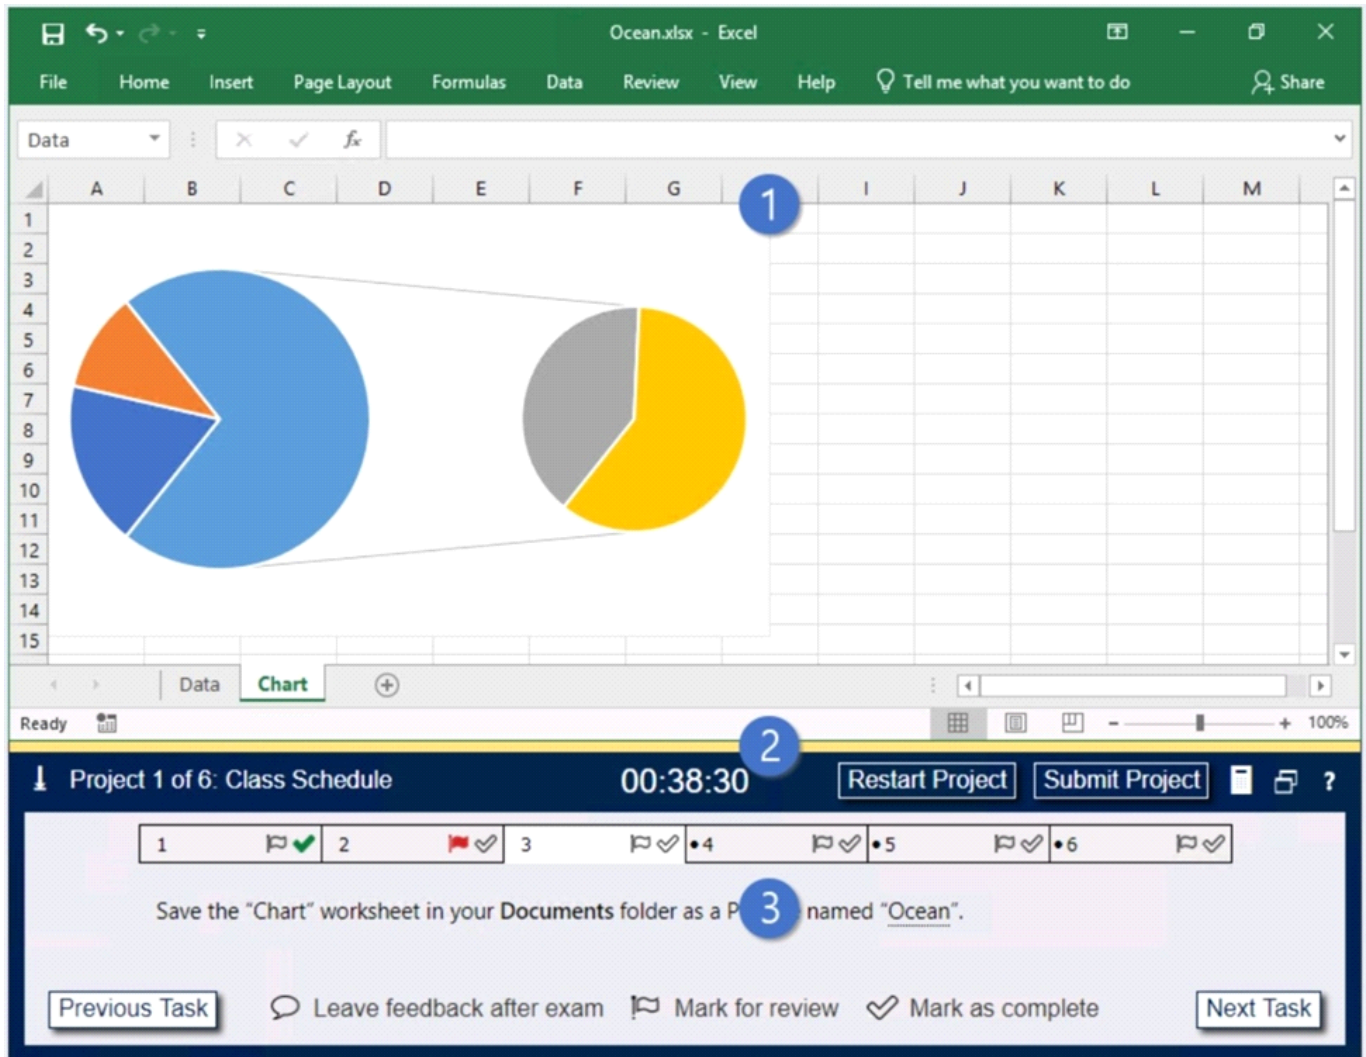 Ocean.xlsx - Excel
File Home Insert Page Layout Formulas Data Review View Help Tell me what you want to do Share
Data fx
A B C D E F G I J K L M
1
1
2
3
4
5
6
7
8
9
10
11
12
13
14
15
Data Chart
Ready 100%
2
Project 1 of 6: Class Schedule 00:38:30 Restart Project Submit Project ?
1 2 3 •4 •5 •6
Save the “Chart” worksheet in your Documents folder as a P 3 named “Ocean”.
Previous Task Leave feedback after exam Mark for review Mark as complete Next Task